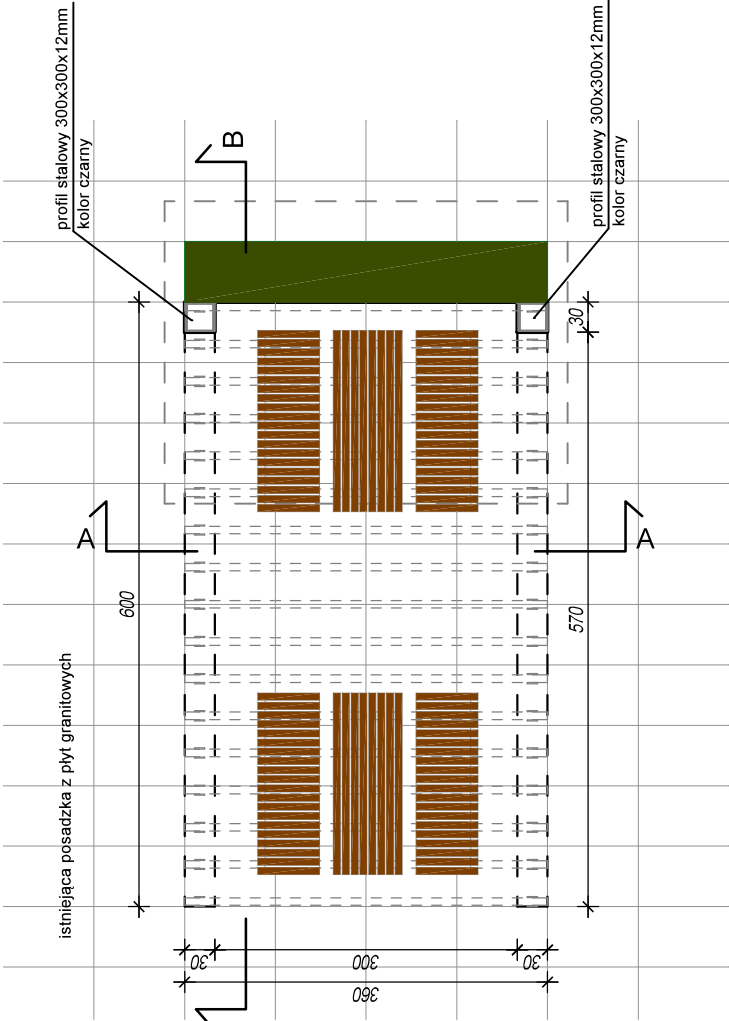 profil stalowy 300x300x12mm
kolor czarny
profil stalowy 300x300x12mm
kolor czarny
B
30
A
A
600
570
istniejąca posadzka z płyt granitowych
30
300
30
360